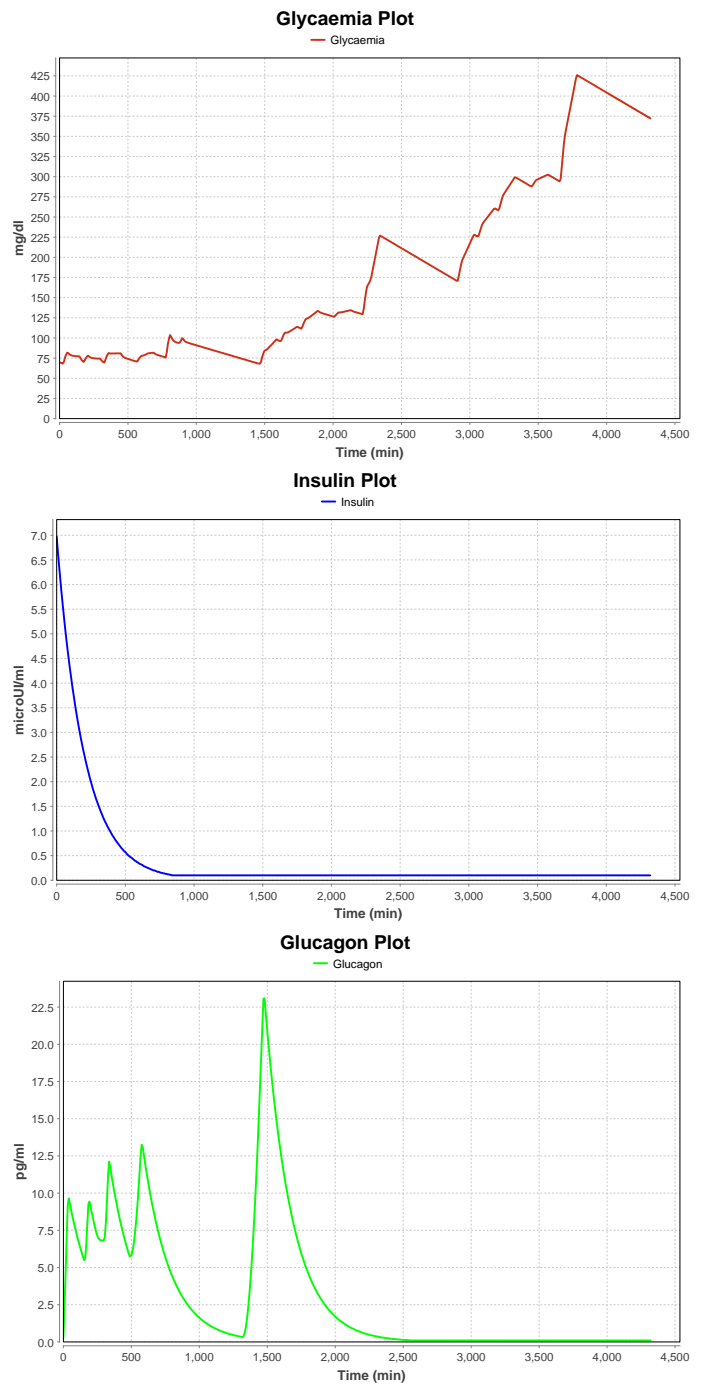 Glycaemia Plot
Glycaemia
425
400
375
350
325
300
275
250
225
200
175
150
125
100
75
50
25
0
mg/dl
0 500 1,000 1,500 2,000 2,500 3,000 3,500 4,000 4,500
Time (min)
Insulin Plot
Insulin
7.0
6.5
6.0
5.5
5.0
4.5
4.0
3.5
3.0
2.5
2.0
1.5
1.0
0.5
0.0
microUI/ml
0 500 1,000 1,500 2,000 2,500 3,000 3,500 4,000 4,500
Time (min)
Glucagon Plot
Glucagon
22.5
20.0
17.5
15.0
12.5
10.0
7.5
5.0
2.5
0.0
pg/ml
0 500 1,000 1,500 2,000 2,500 3,000 3,500 4,000 4,500
Time (min)